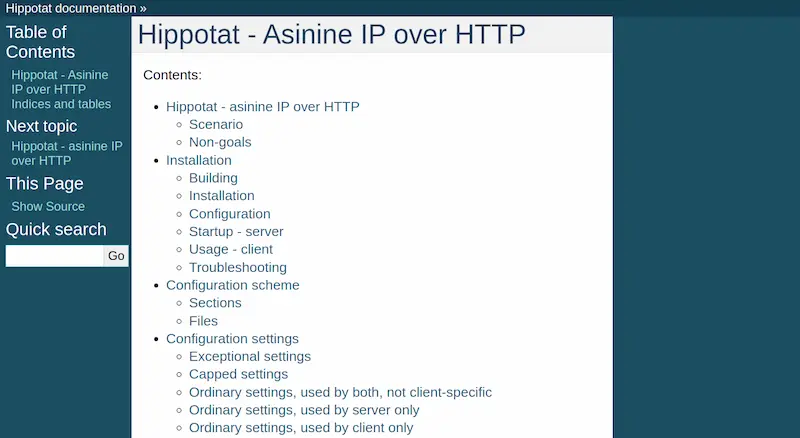 Hippotat documentation »
Table of
Contents
Hippotat - Asinine
IP over HTTP
Indices and tables
Next topic
Hippotat - asinine IP
over HTTP
This Page
Show Source
Quick search
Go
Hippotat - Asinine IP over HTTP
Contents:
Hippotat - asinine IP over HTTP
Scenario
Non-goals
Installation
Building
Installation
Configuration
Startup - server
Usage - client
Troubleshooting
Configuration scheme
Sections
Files
Configuration settings
Exceptional settings
Capped settings
Ordinary settings, used by both, not client-specific
Ordinary settings, used by server only
Ordinary settings, used by client only